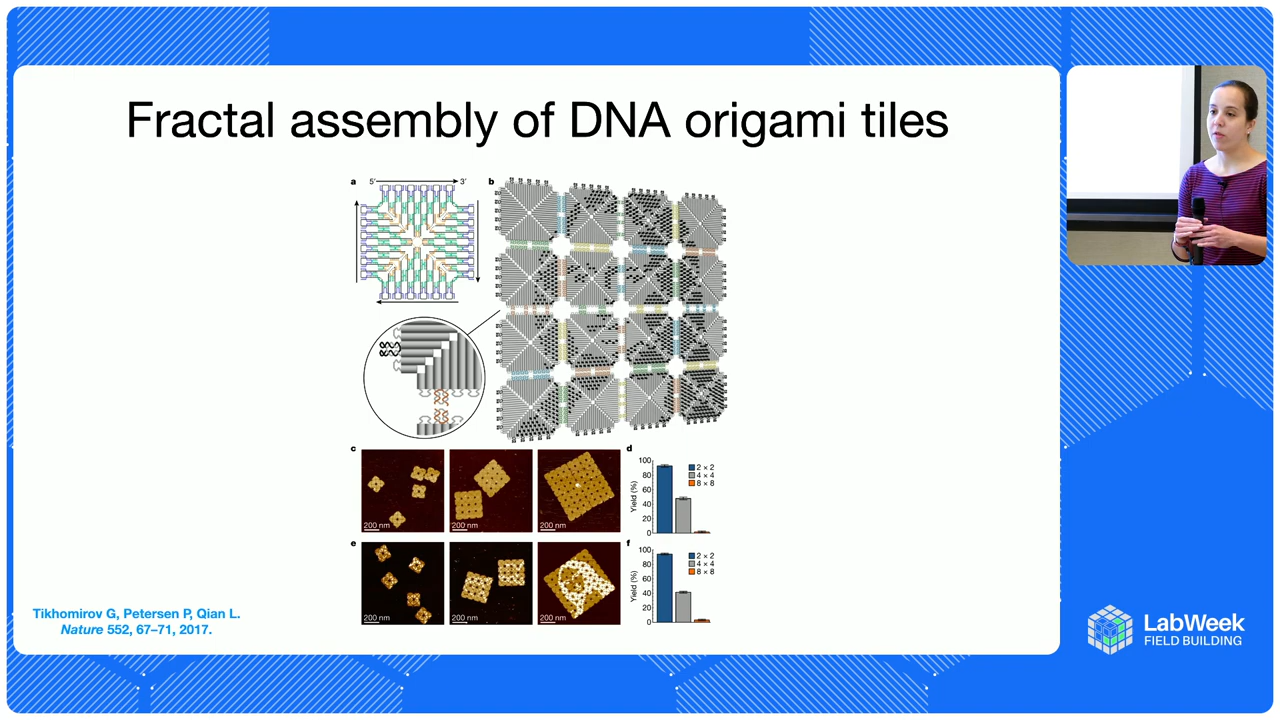 Fractal assembly of DNA origami tiles
a
5′
3′
b
c
200 nm
200 nm
200 nm
d
100
80
60
40
20
0
Yield (%)
2 × 2
4 × 4
8 × 8
e
200 nm
200 nm
200 nm
f
100
80
60
40
20
0
Yield (%)
2 × 2
4 × 4
8 × 8
Tikhomirov G, Petersen P, Qian L.
Nature 552, 67–71, 2017.
LabWeek
FIELD BUILDING